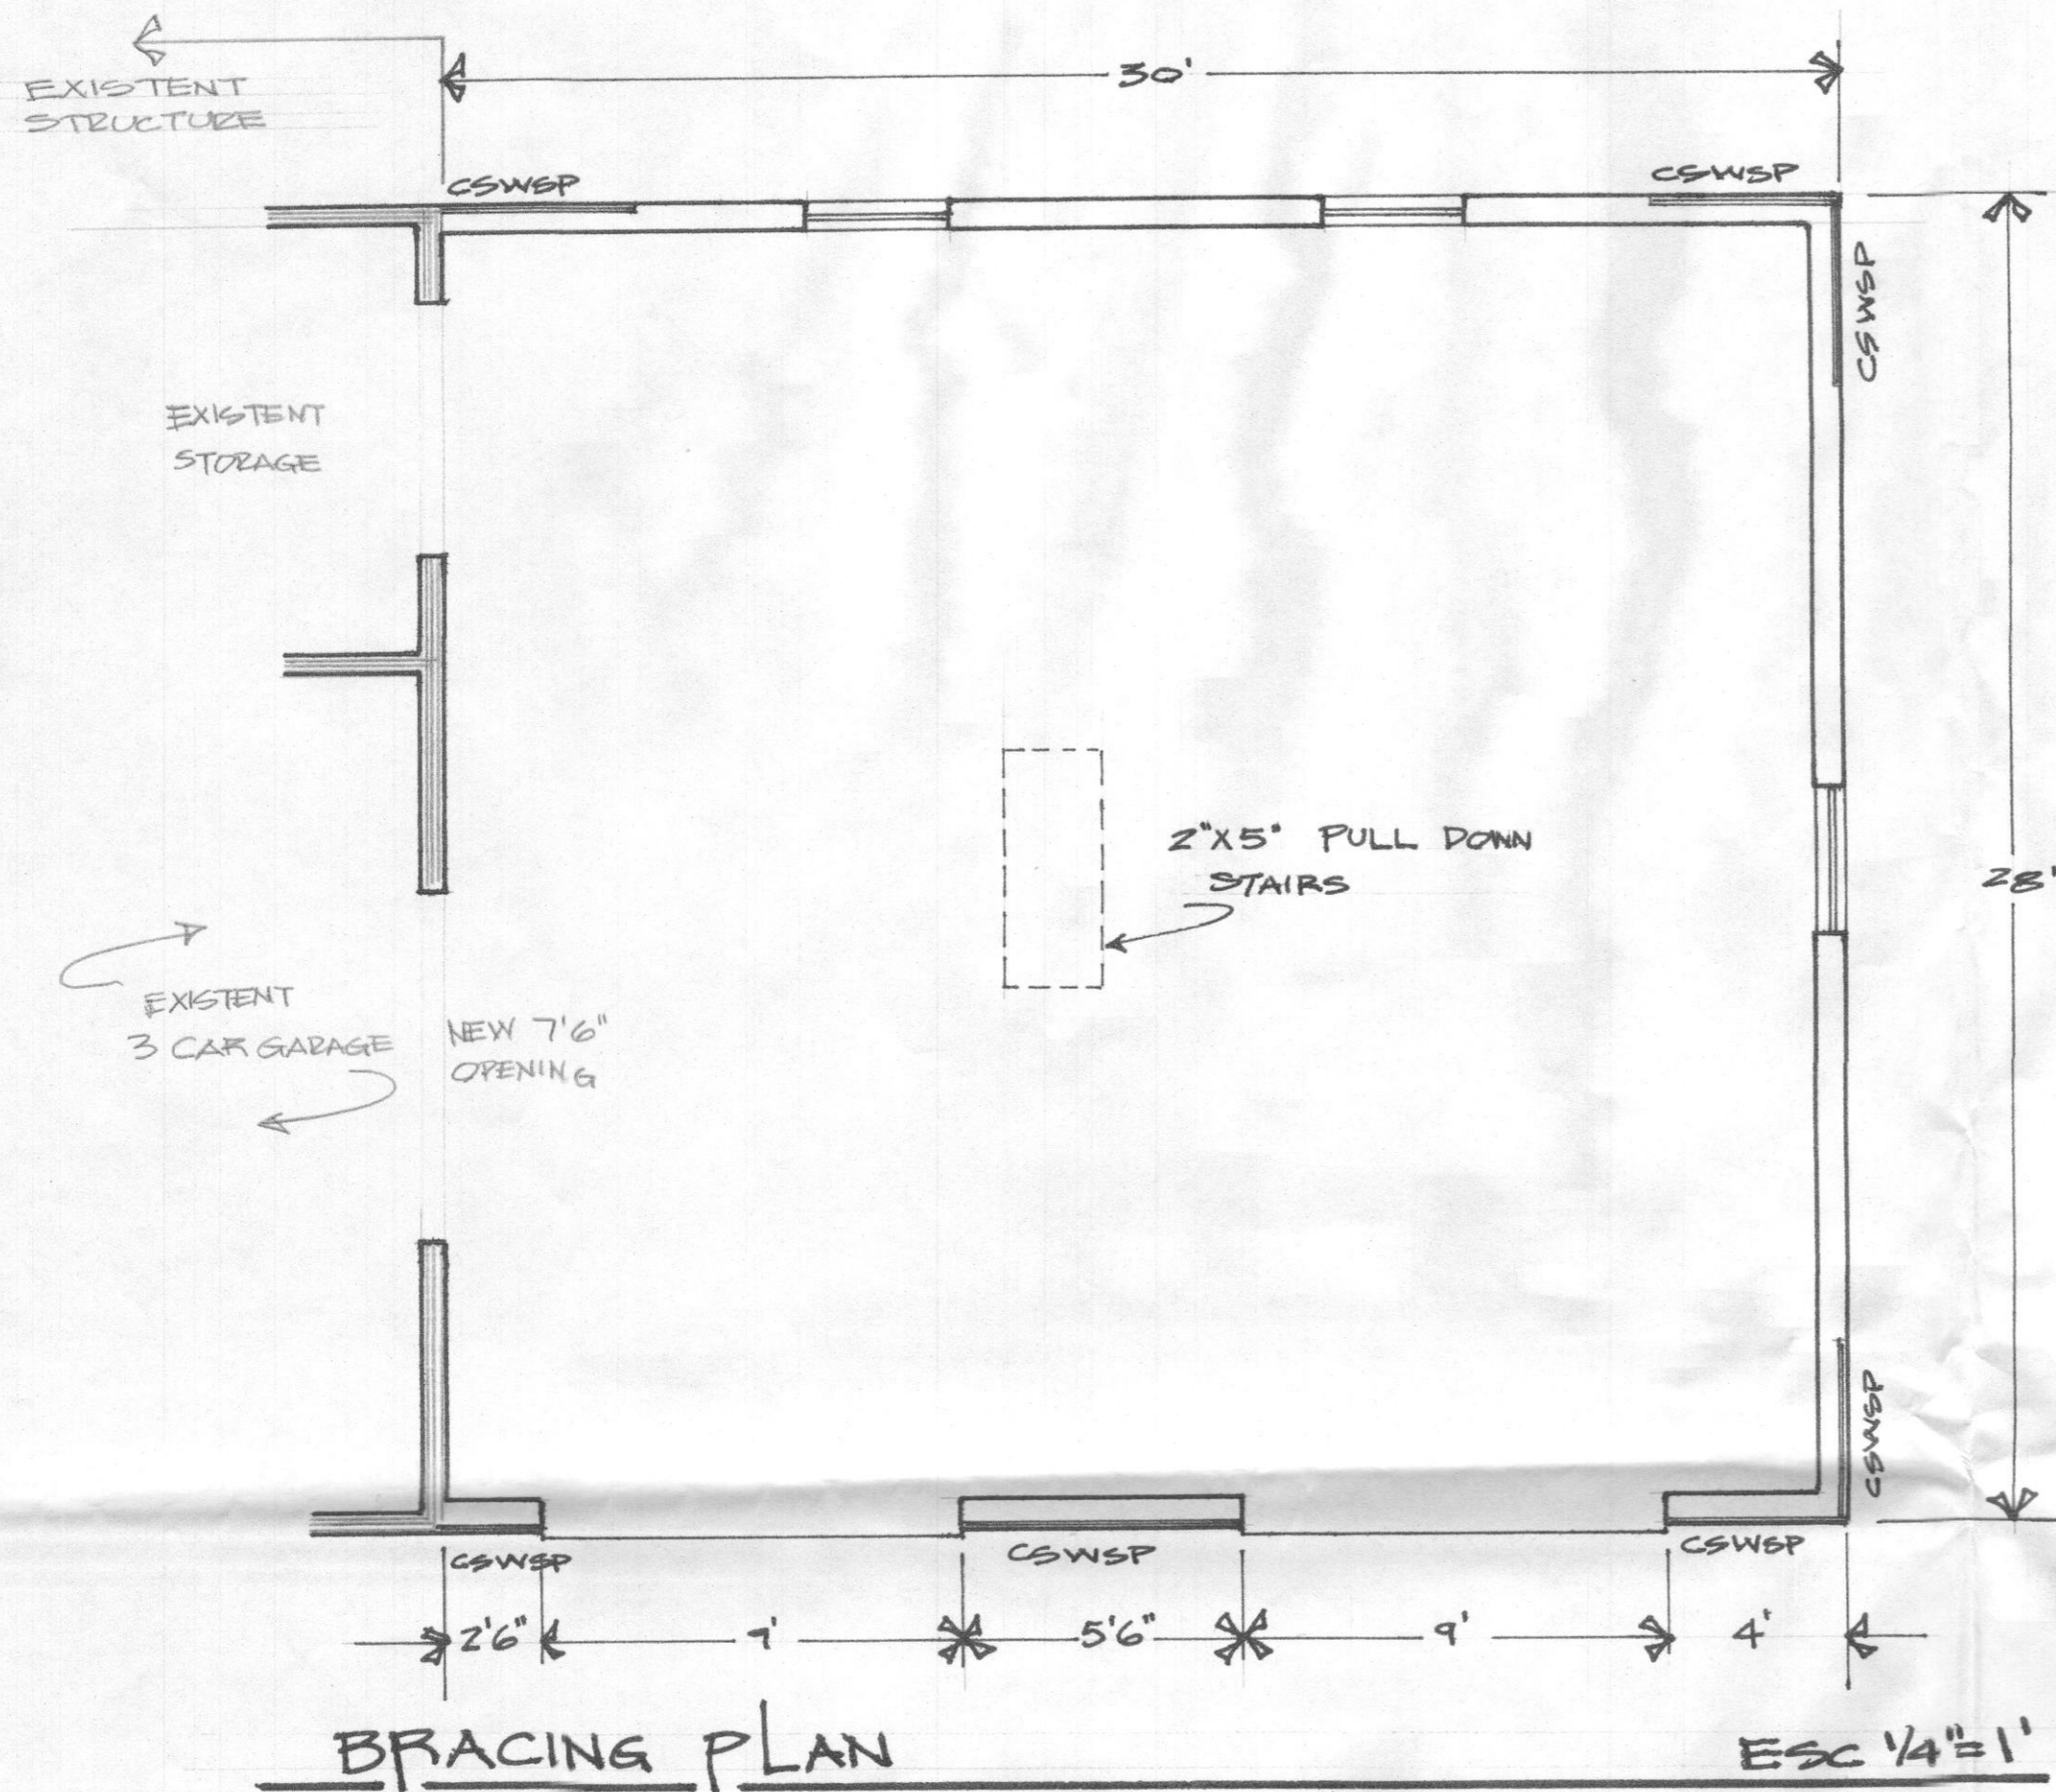 30'
EXISTENT
STRUCTURE
CSWSP
CSWSP
CSWSP
EXISTENT
STORAGE
2"X5" PULL DOWN
STAIRS
28'
EXISTENT
3 CAR GARAGE
NEW 7'6"
OPENING
CSWSP
CSWSP
CSWSP
CSWSP
2'6"
9'
5'6"
9'
4'
BRACING PLAN
ESC 1/4"=1'